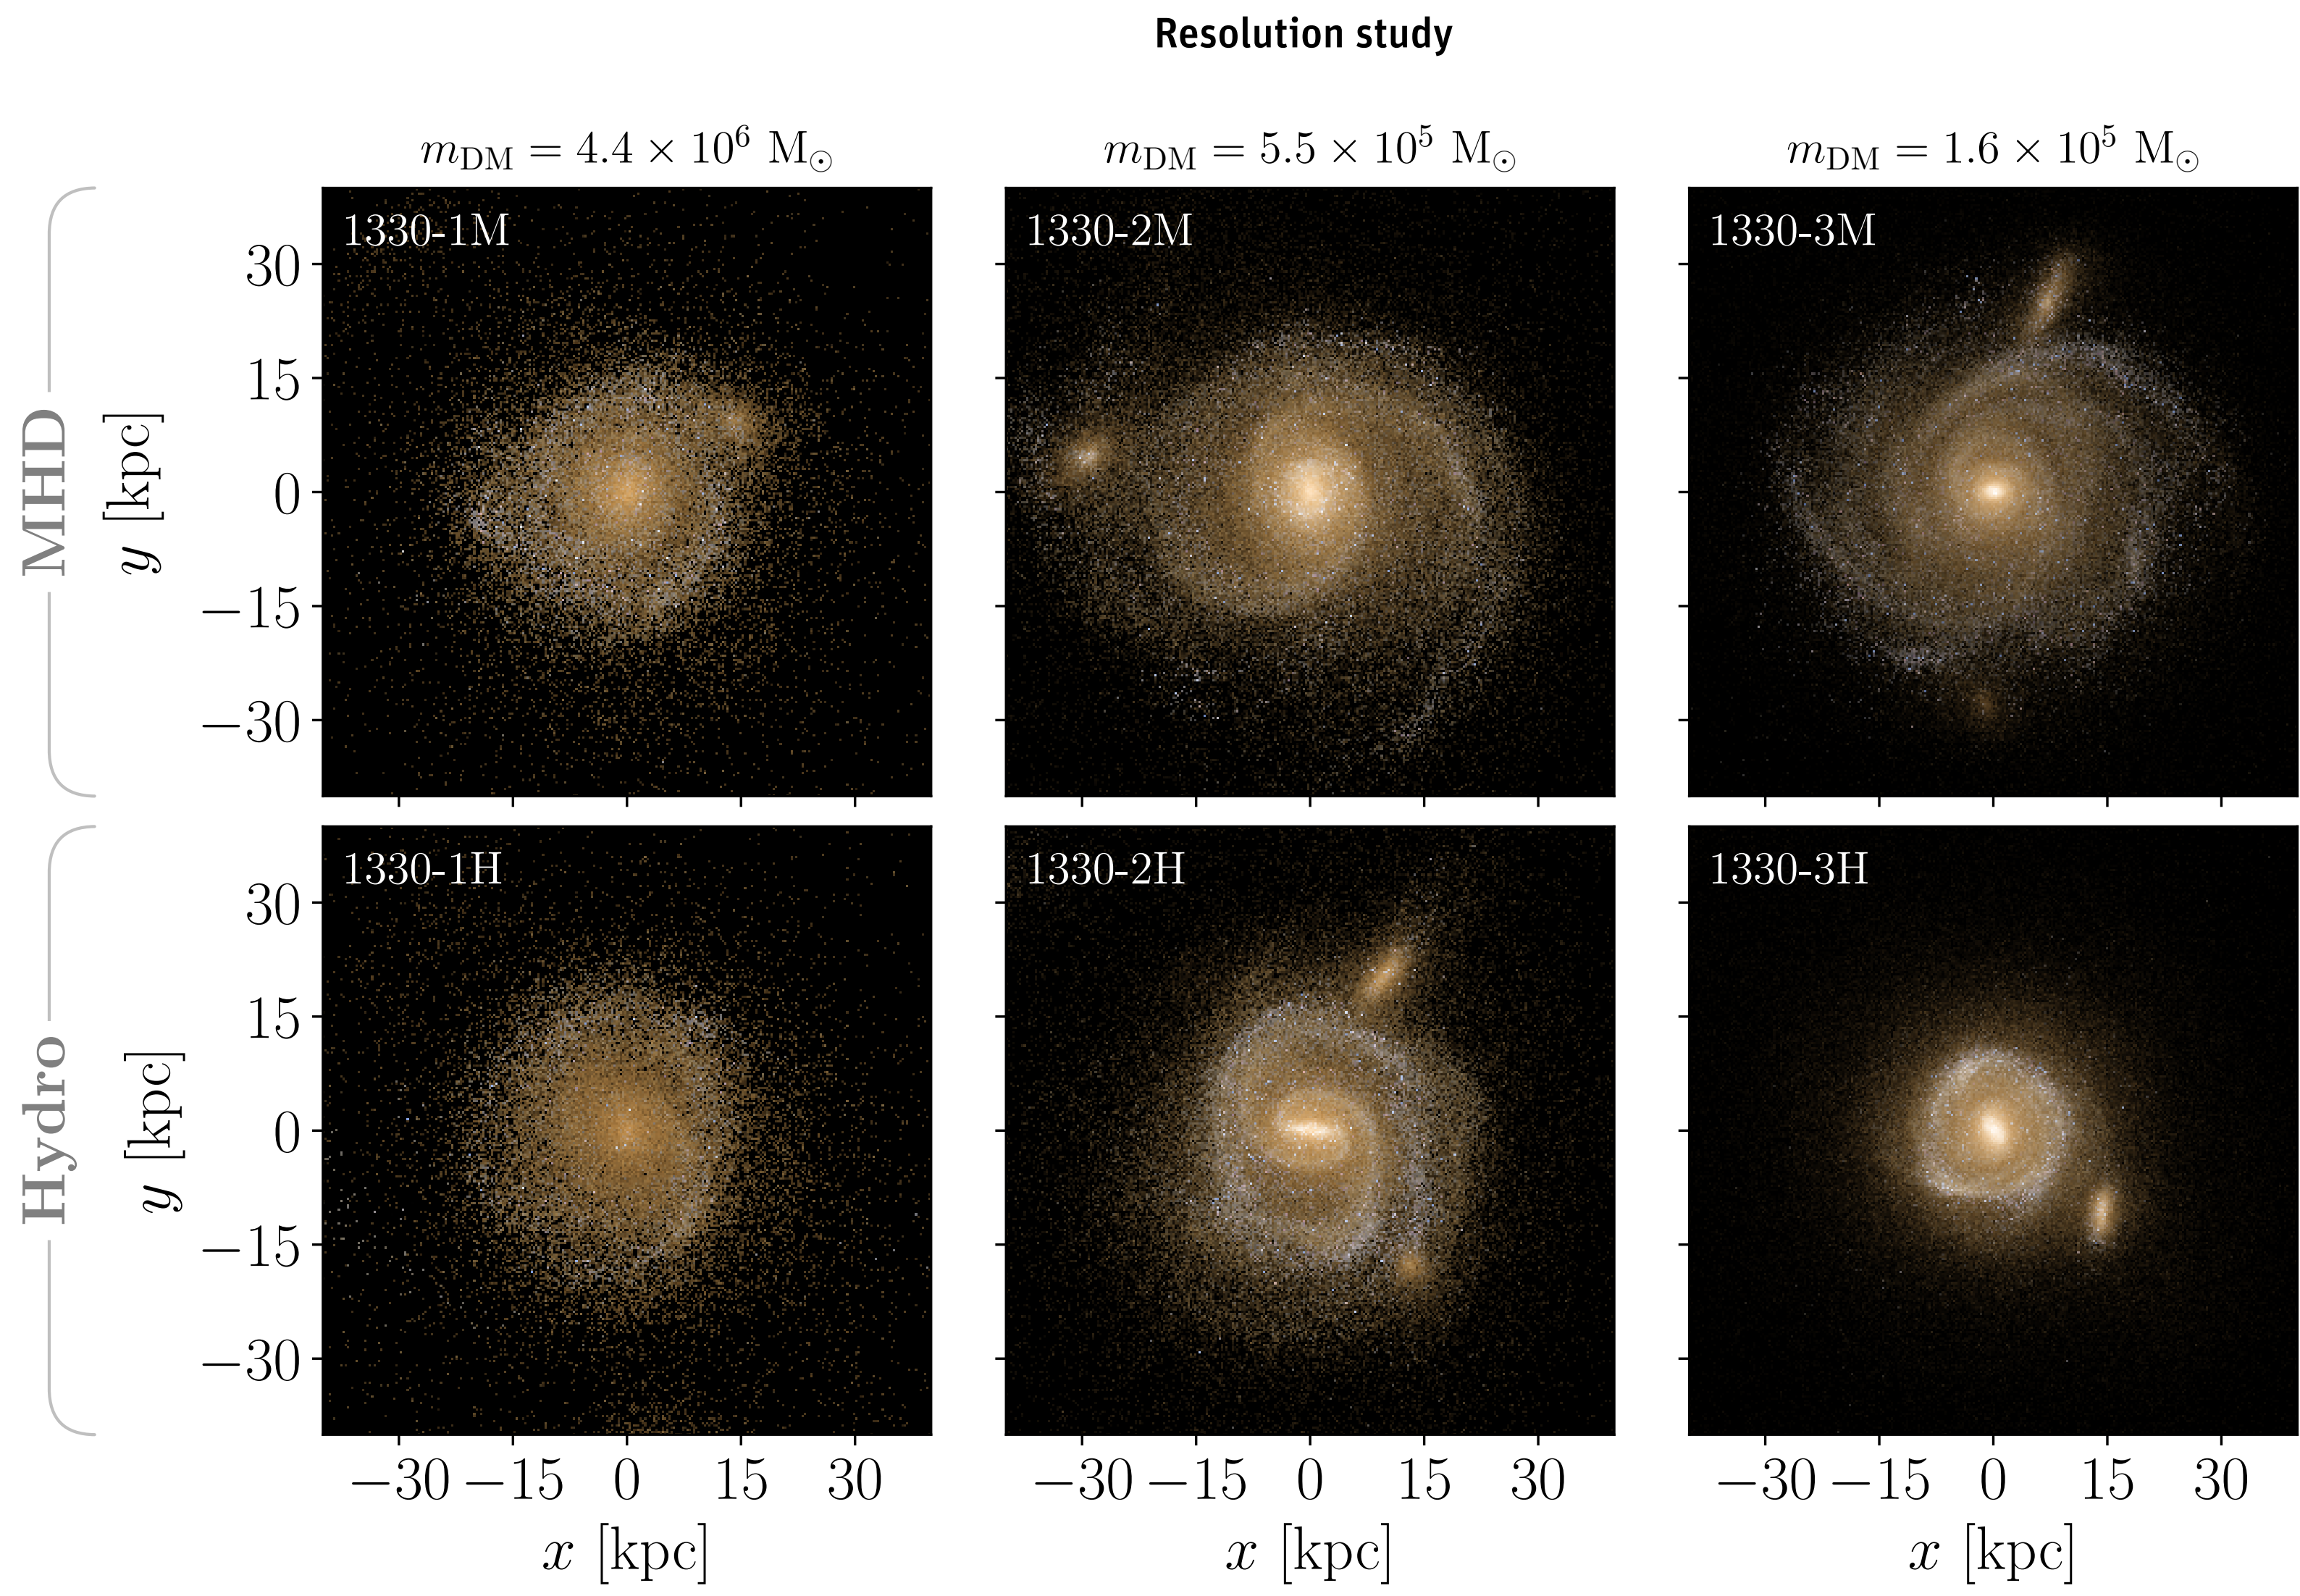 Resolution study
m_DM = 4.4 × 10^6 M_⊙
m_DM = 5.5 × 10^5 M_⊙
m_DM = 1.6 × 10^5 M_⊙
MHD
y [kpc]
30
15
0
−15
−30
1330-1M
1330-2M
1330-3M
Hydro
y [kpc]
30
15
0
−15
−30
1330-1H
1330-2H
1330-3H
−30 −15 0 15 30
−30 −15 0 15 30
−30 −15 0 15 30
x [kpc]
x [kpc]
x [kpc]